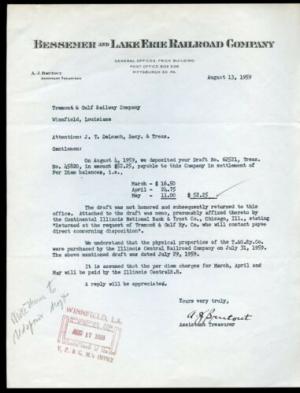 BESSEMER AND LAKE ERIE RAILROAD COMPANY
GENERAL OFFICES, FRICK BUILDING
POST OFFICE BOX 536
PITTSBURGH 30, PA.
A. J. Brutout
Assistant Treasurer
August 13, 1959
Tremont & Gulf Railway Company
Winnfield, Louisiana
Attention: J. T. DeLoach, Secy. & Treas.
Gentlemen:
On August 4, 1959, we deposited your Draft No. 62521, Treas.
No. 45820, in amount $52.25, payable to this Company in settlement of
Per Diem balances, i.e.,
March - $ 16.50
April - 24.75
May - 11.00 $ 52.25
The draft was not honored and subsequently returned to this
office. Attached to the draft was memo, presumably affixed thereto by
the Continental Illinois National Bank & Trust Co., Chicago, Ill., stating
"Returned at the request of Tremont & Gulf Ry. Co. who will contact payee
direct concerning disposition".
We understand that the physical properties of the T.&G.Ry.Co.
were purchased by the Illinois Central Railroad Company on July 31, 1959.
The above mentioned draft was dated July 29, 1959.
It is assumed that the per diem charges for March, April and
May will be paid by the Illinois Central R.R.
A reply will be appreciated.
Yours very truly,
A J Brutout
Assistant Treasurer
WINNFIELD, LA.
AUG 17 1959